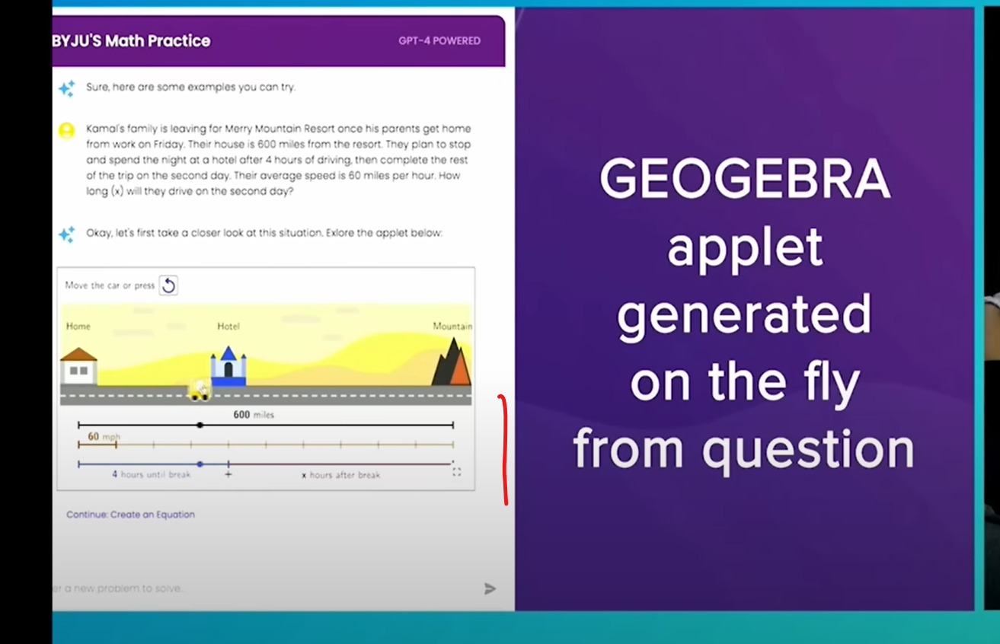 BYJU'S Math Practice
GPT-4 POWERED
Sure, here are some examples you can try.
Kamal's family is leaving for Merry Mountain Resort once his parents get home
from work on Friday. Their house is 600 miles from the resort. They plan to stop
and spend the night at a hotel after 4 hours of driving, then complete the rest
of the trip on the second day. Their average speed is 60 miles per hour. How
long (x) will they drive on the second day?
Okay, let's first take a closer look at this situation. Exlore the applet below:
Move the car or press
Home
Hotel
Mountain
600 miles
60 mph
4 hours until break
+
x hours after break
Continue: Create an Equation
er a new problem to solve..
GEOGEBRA
applet
generated
on the fly
from question